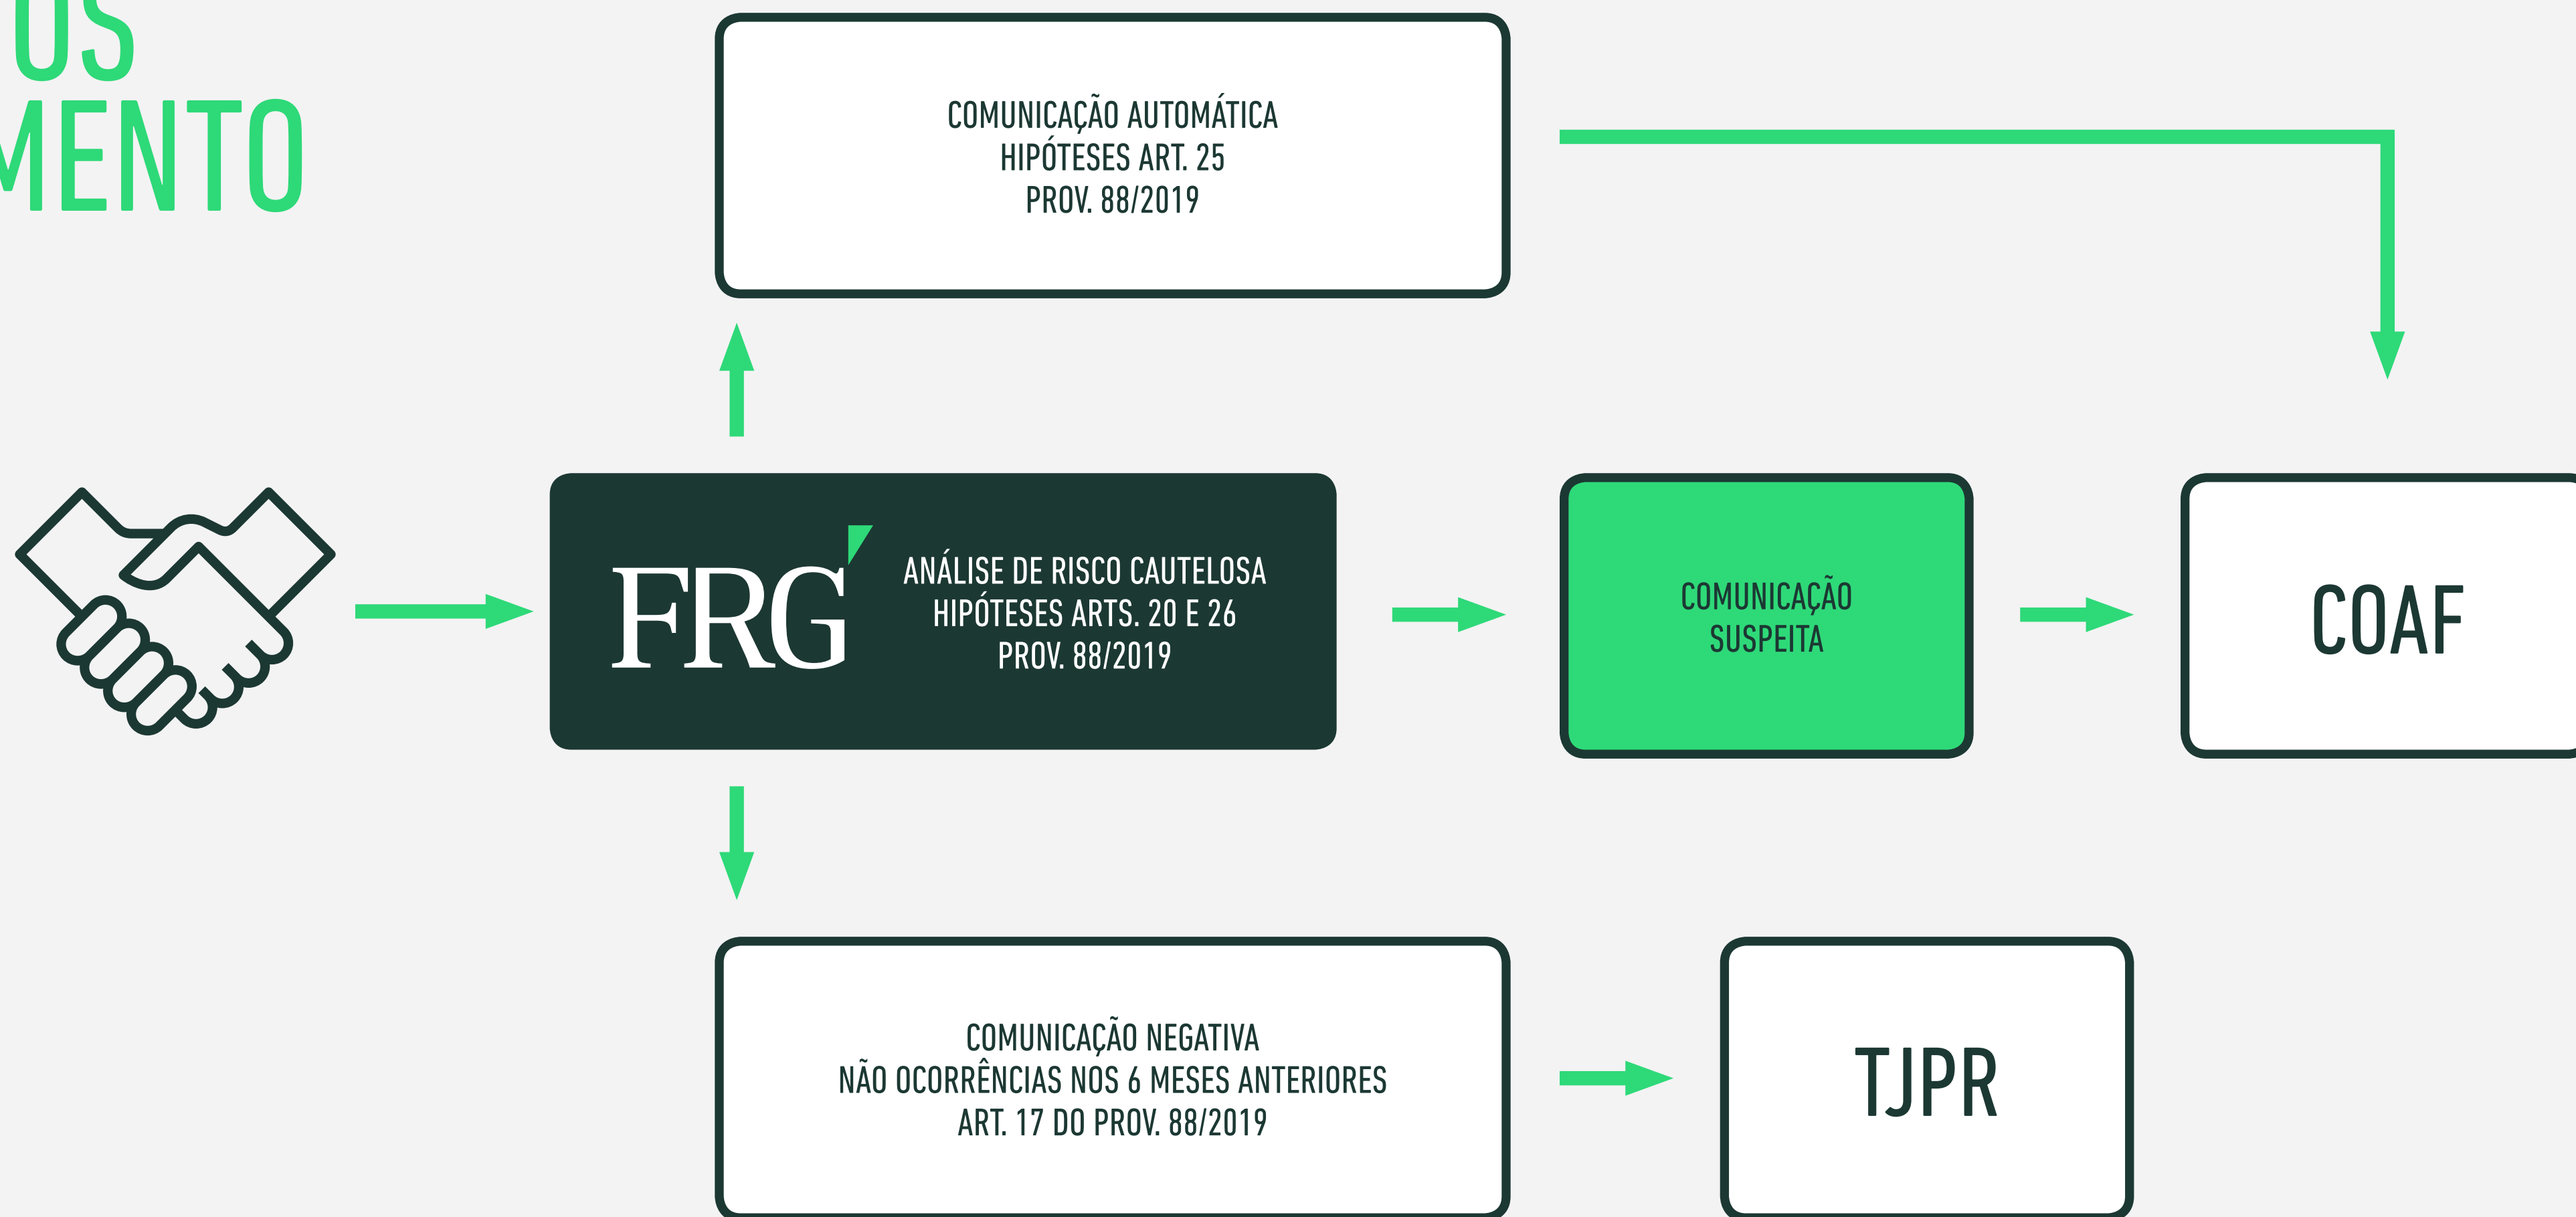 OS
MENTO
COMUNICAÇÃO AUTOMÁTICA
HIPÓTESES ART. 25
PROV. 88/2019
FRG
ANÁLISE DE RISCO CAUTELOSA
HIPÓTESES ARTS. 20 E 26
PROV. 88/2019
COMUNICAÇÃO
SUSPEITA
COAF
COMUNICAÇÃO NEGATIVA
NÃO OCORRÊNCIAS NOS 6 MESES ANTERIORES
ART. 17 DO PROV. 88/2019
TJPR